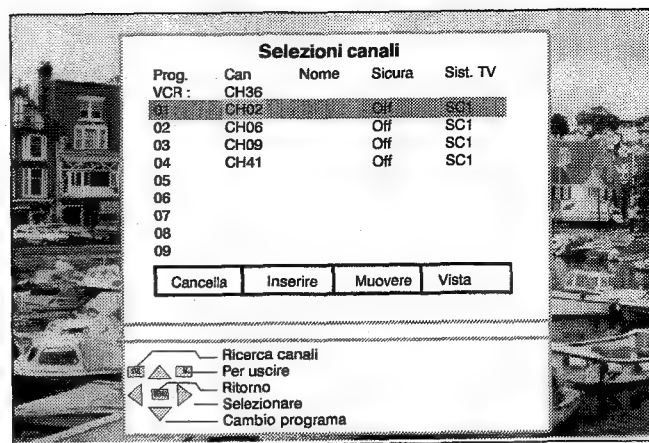 Selezioni canali
Prog. Can Nome Sicura Sist. TV
VCR : CH36
01 CH02 Off SC1
02 CH06 Off SC1
03 CH09 Off SC1
04 CH41 Off SC1
05
06
07
08
09
Cancella Inserire Muovere Vista
Ricerca canali
Per uscire
Ritorno
Selezionare
Cambio programa